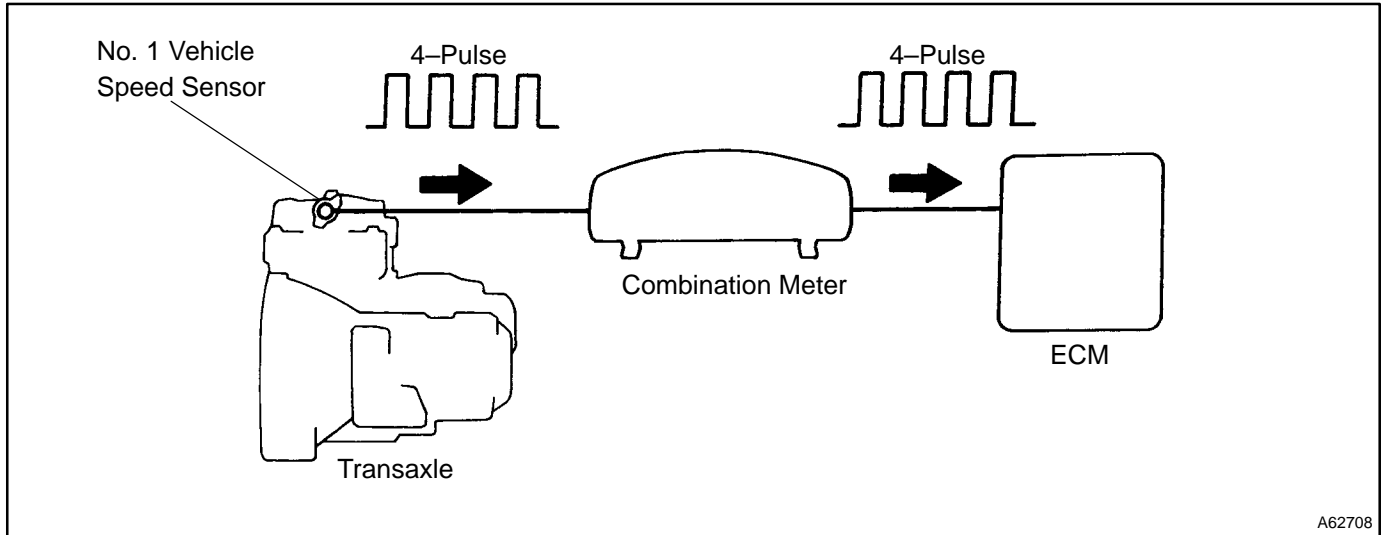 No. 1 Vehicle
Speed Sensor
4–Pulse
4–Pulse
Combination Meter
ECM
Transaxle
A62708